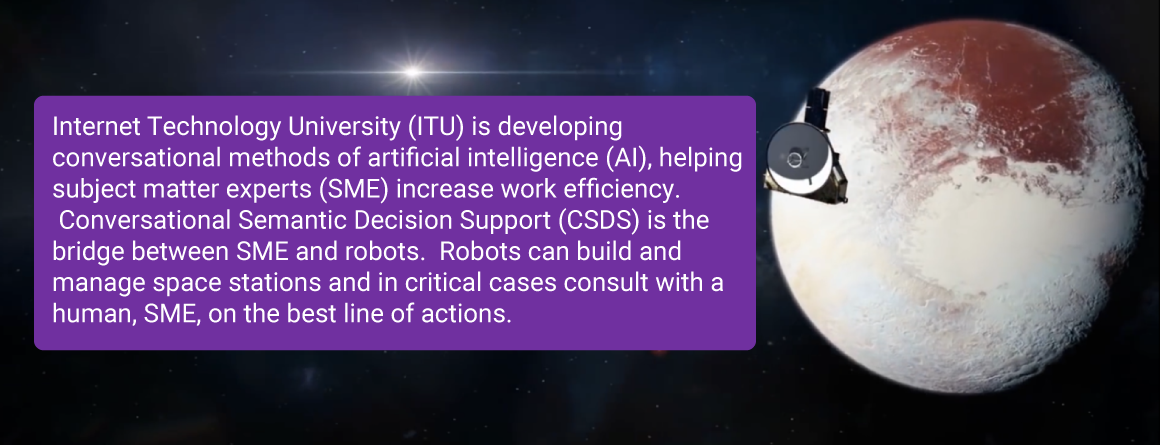 Internet Technology University (ITU) is developing
conversational methods of artificial intelligence (AI), helping
subject matter experts (SME) increase work efficiency.
Conversational Semantic Decision Support (CSDS) is the
bridge between SME and robots.  Robots can build and
manage space stations and in critical cases consult with a
human, SME, on the best line of actions.